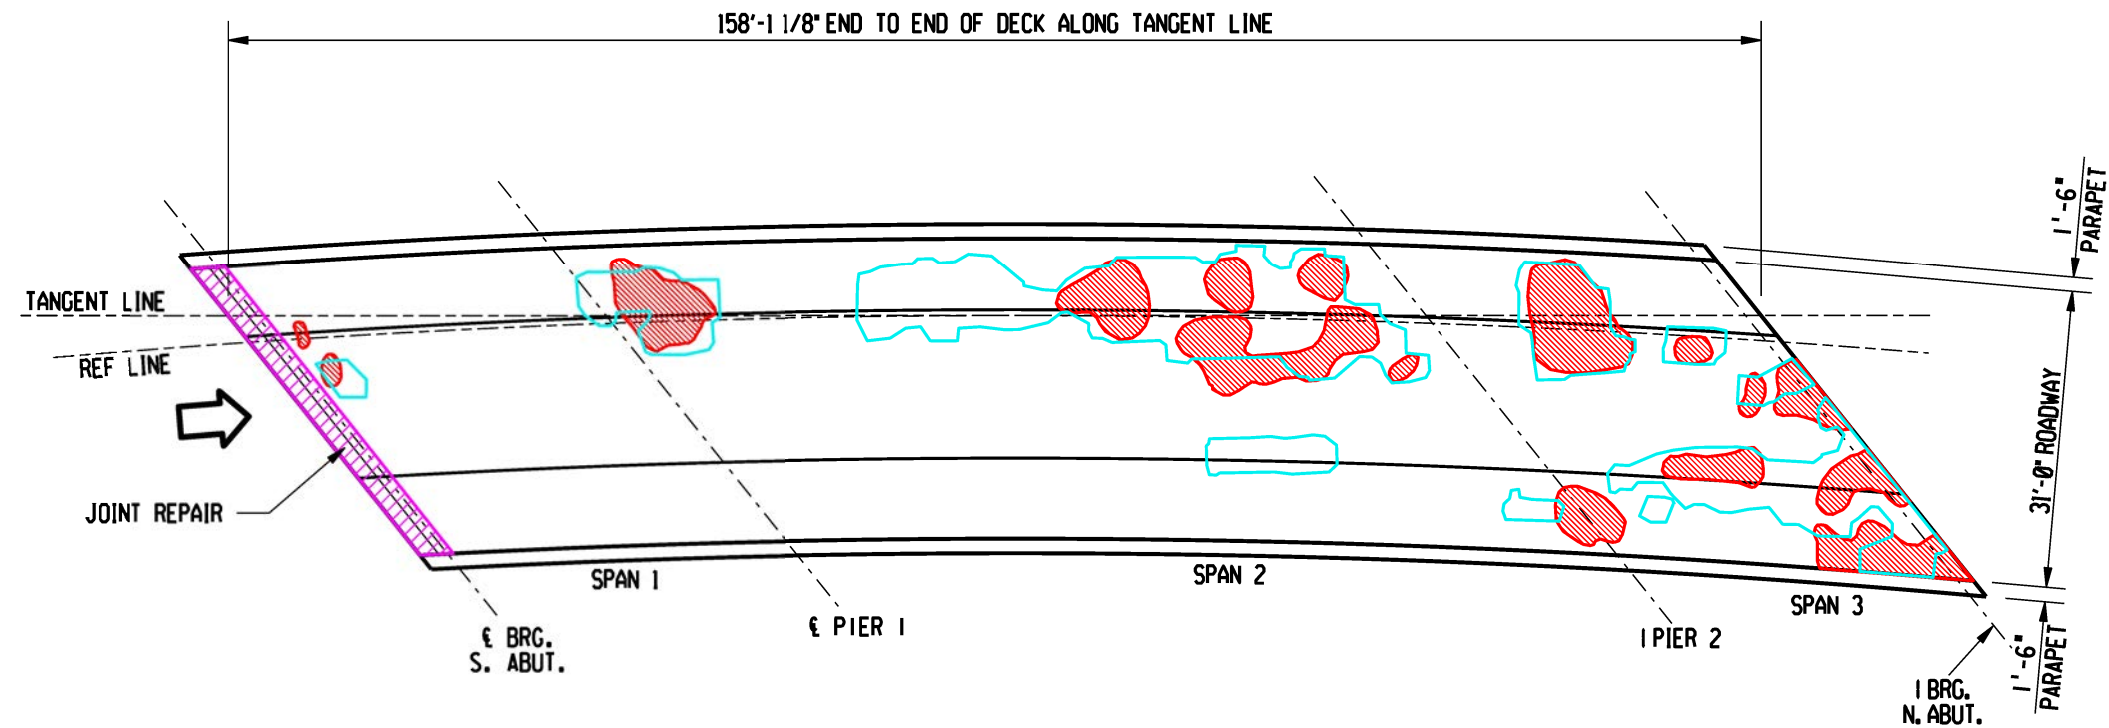 158'-1 1/8" END TO END OF DECK ALONG TANGENT LINE
1'-6"
PARAPET
TANGENT LINE
REF LINE
31'-0" ROADWAY
JOINT REPAIR
SPAN 1
SPAN 2
SPAN 3
℄ BRG.
S. ABUT.
℄ PIER 1
1 PIER 2
1'-6"
PARAPET
1 BRG.
N. ABUT.